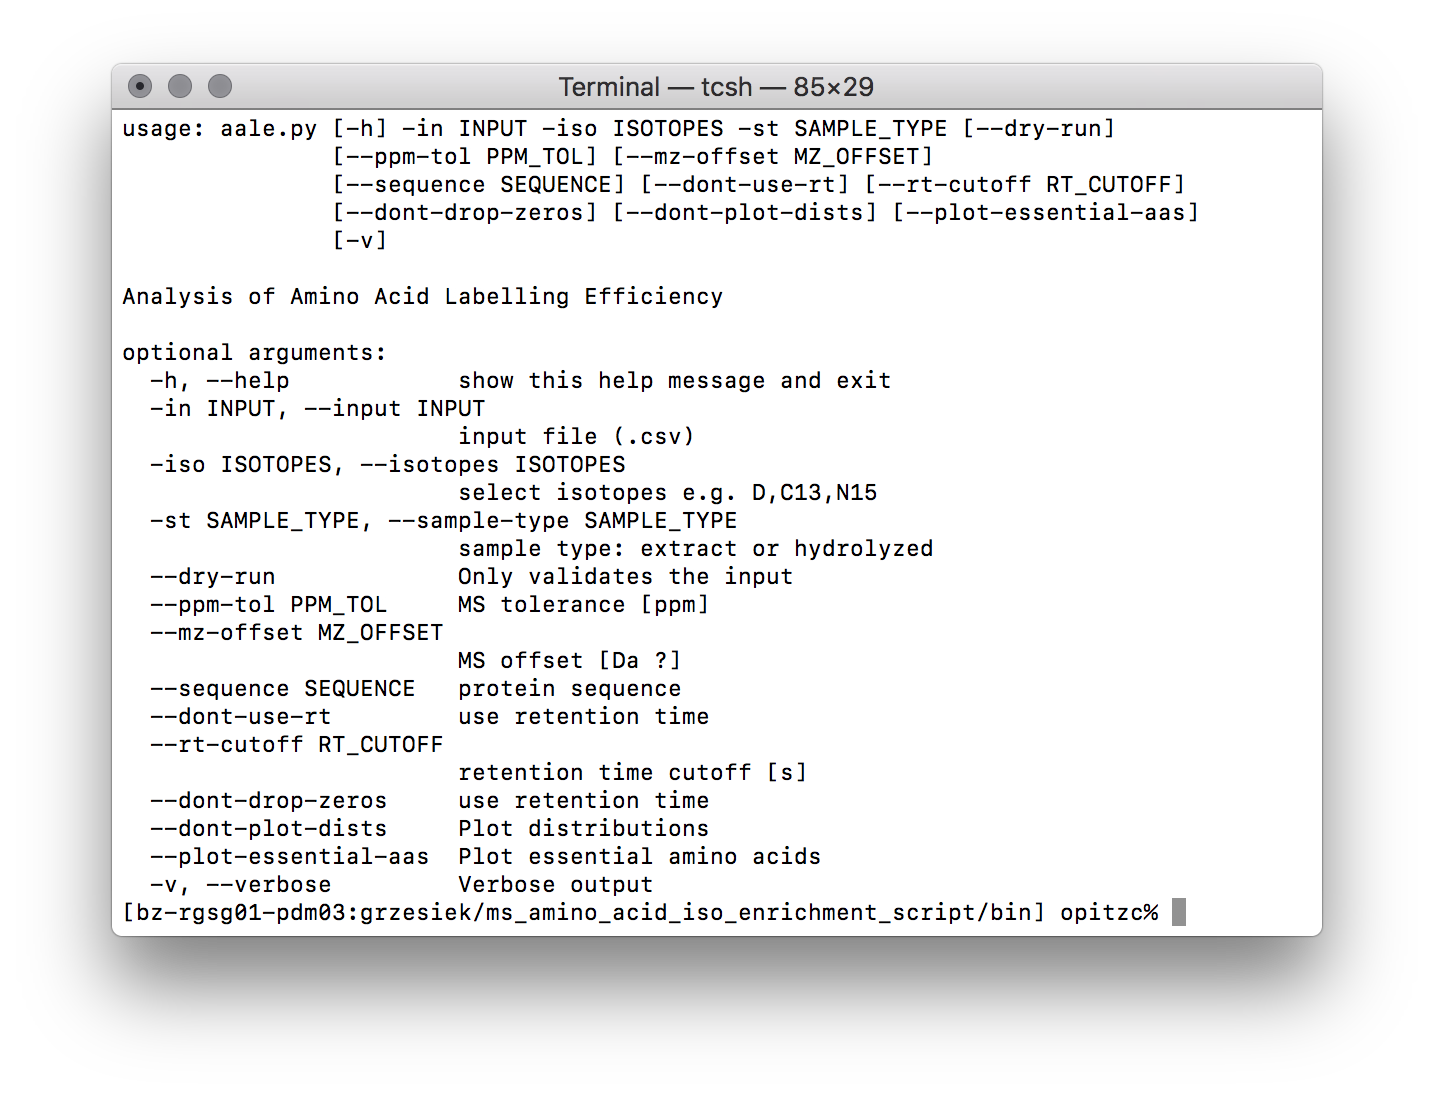 Terminal — tcsh — 85×29
usage: aale.py [-h] -in INPUT -iso ISOTOPES -st SAMPLE_TYPE [--dry-run]
[--ppm-tol PPM_TOL] [--mz-offset MZ_OFFSET]
[--sequence SEQUENCE] [--dont-use-rt] [--rt-cutoff RT_CUTOFF]
[--dont-drop-zeros] [--dont-plot-dists] [--plot-essential-aas]
[-v]
Analysis of Amino Acid Labelling Efficiency
optional arguments:
-h, --help show this help message and exit
-in INPUT, --input INPUT
input file (.csv)
-iso ISOTOPES, --isotopes ISOTOPES
select isotopes e.g. D,C13,N15
-st SAMPLE_TYPE, --sample-type SAMPLE_TYPE
sample type: extract or hydrolyzed
--dry-run Only validates the input
--ppm-tol PPM_TOL MS tolerance [ppm]
--mz-offset MZ_OFFSET
MS offset [Da ?]
--sequence SEQUENCE protein sequence
--dont-use-rt use retention time
--rt-cutoff RT_CUTOFF
retention time cutoff [s]
--dont-drop-zeros use retention time
--dont-plot-dists Plot distributions
--plot-essential-aas Plot essential amino acids
-v, --verbose Verbose output
[bz-rgsg01-pdm03:grzesiek/ms_amino_acid_iso_enrichment_script/bin] opitzc%